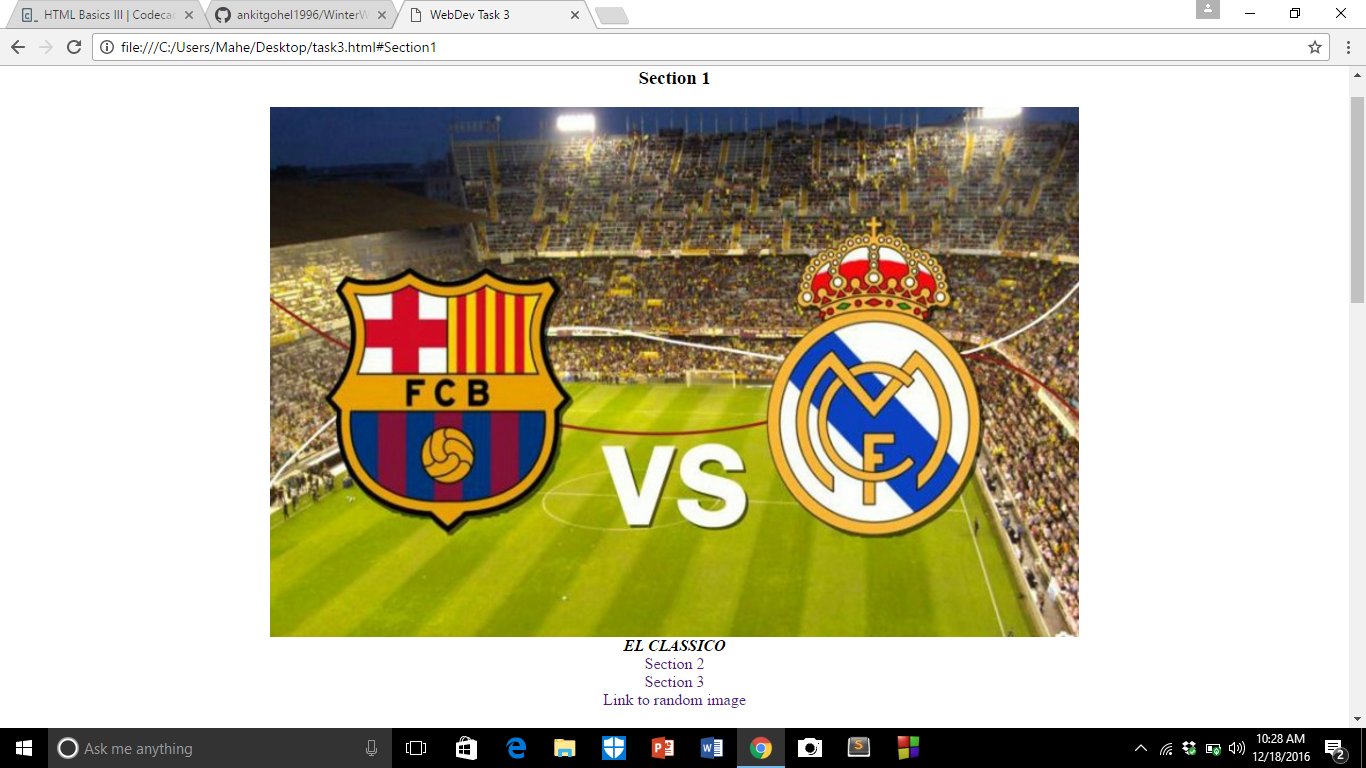 HTML Basics III | Codecac
ankitgohel1996/WinterW
WebDev Task 3
file:///C:/Users/Mahe/Desktop/task3.html#Section1
Section 1
FCB
VS
EL CLASSICO
Section 2
Section 3
Link to random image
Ask me anything
10:28 AM
12/18/2016
2